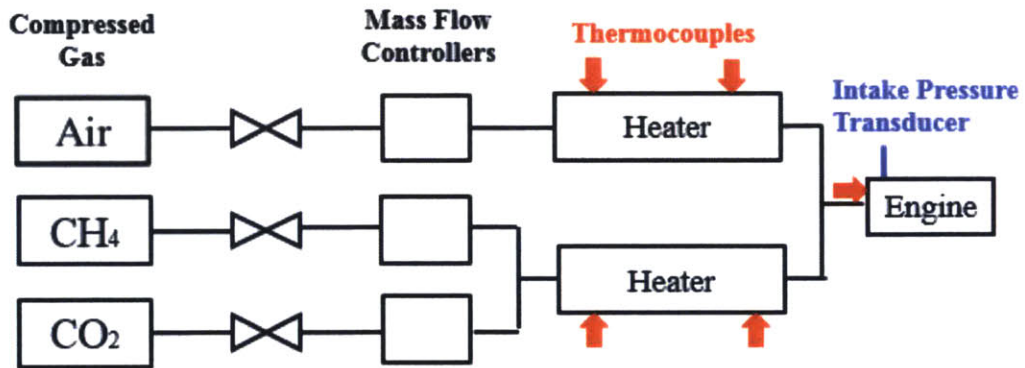 Compressed
Gas
Mass Flow
Controllers
Thermocouples
Intake Pressure
Transducer
Air
Heater
CH₄
Engine
Heater
CO₂